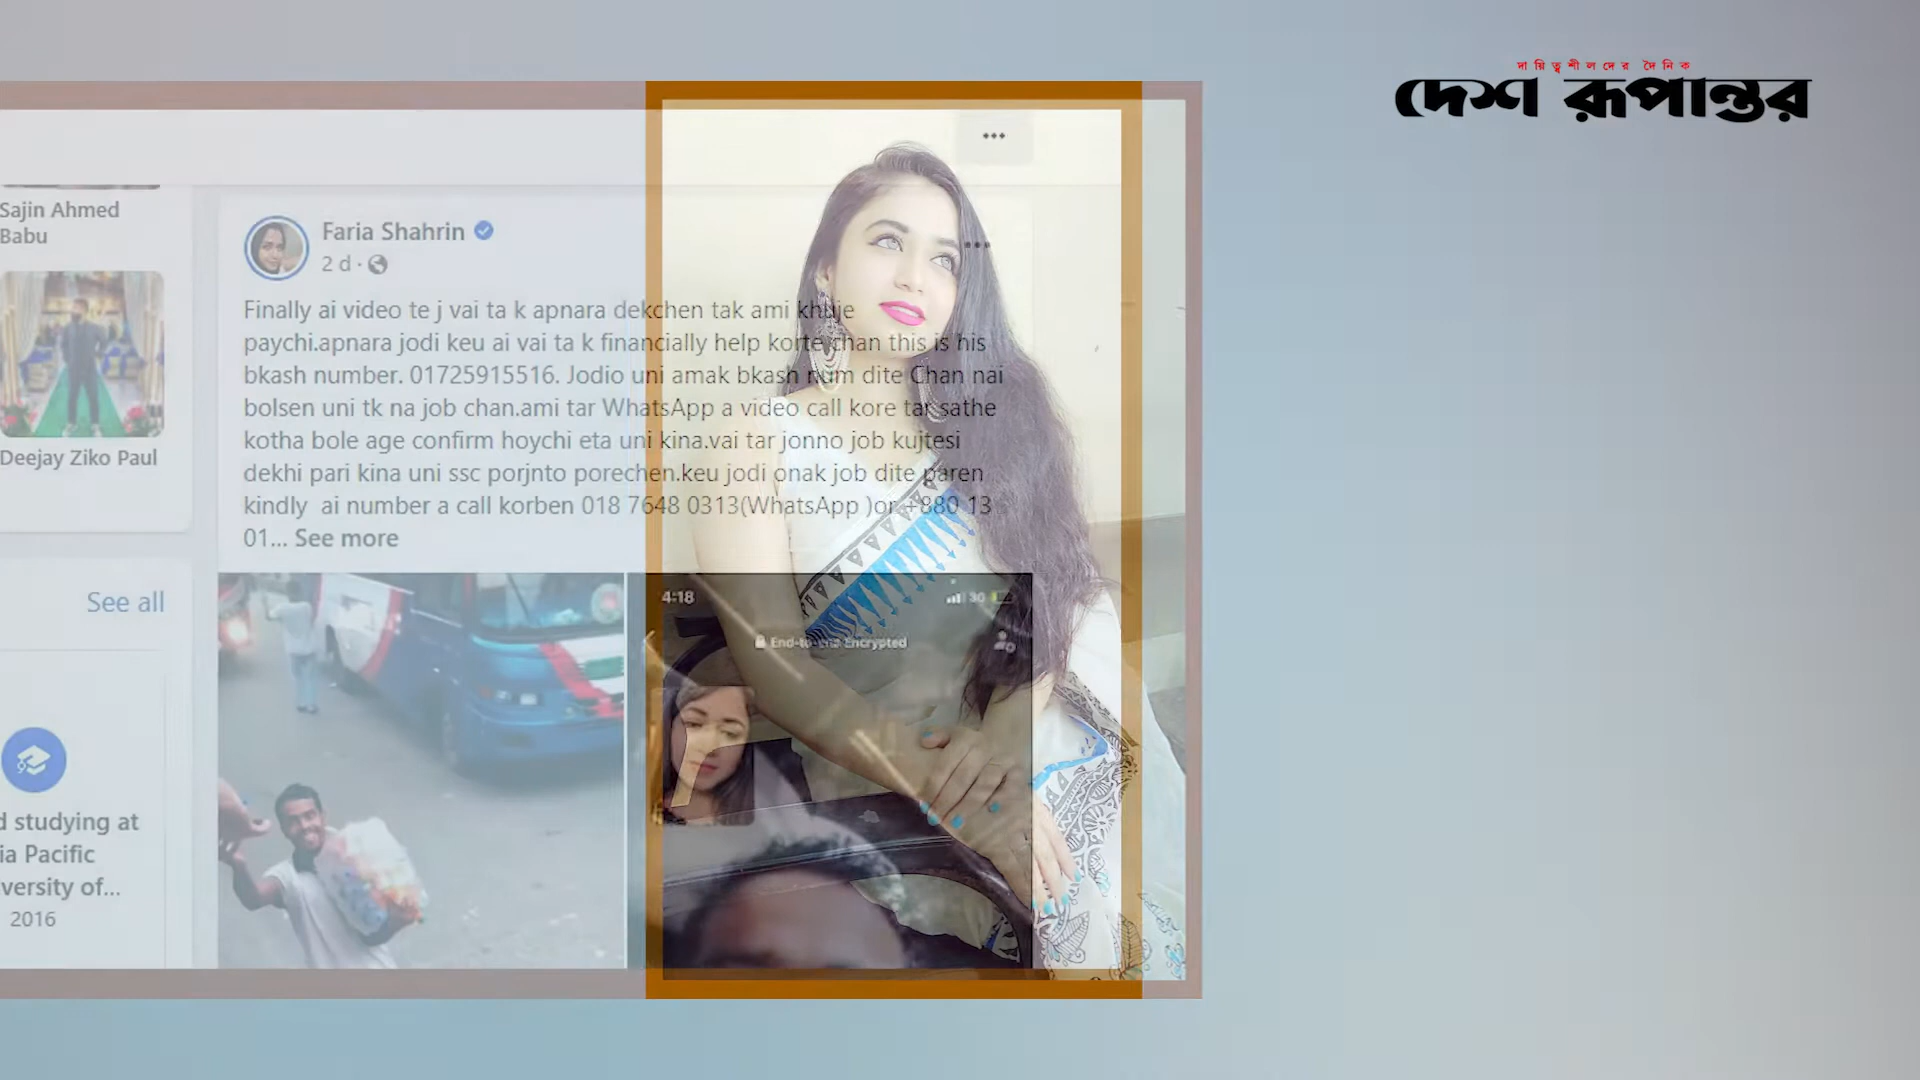 দায়িত্বশীলদের দৈনিক
দেশ রূপান্তর
Sajin Ahmed
Babu
Deejay Ziko Paul
See all
d studying at
ia Pacific
versity of...
2016
Faria Shahrin
2 d ·
Finally ai video te j vai ta k apnara dekchen tak ami khuje
paychi.apnara jodi keu ai vai ta k financially help korte chan this is his
bkash number. 01725915516. Jodio uni amak bkash num dite Chan nai
bolsen uni tk na job chan.ami tar WhatsApp a video call kore tar sathe
kotha bole age confirm hoychi eta uni kina.vai tar jonno job kujtesi
dekhi pari kina uni ssc porjnto porechen.keu jodi onak job dite paren
kindly  ai number a call korben 018 7648 0313(WhatsApp )or +880 13
01... See more
4:18
3G
End-to-end Encrypted